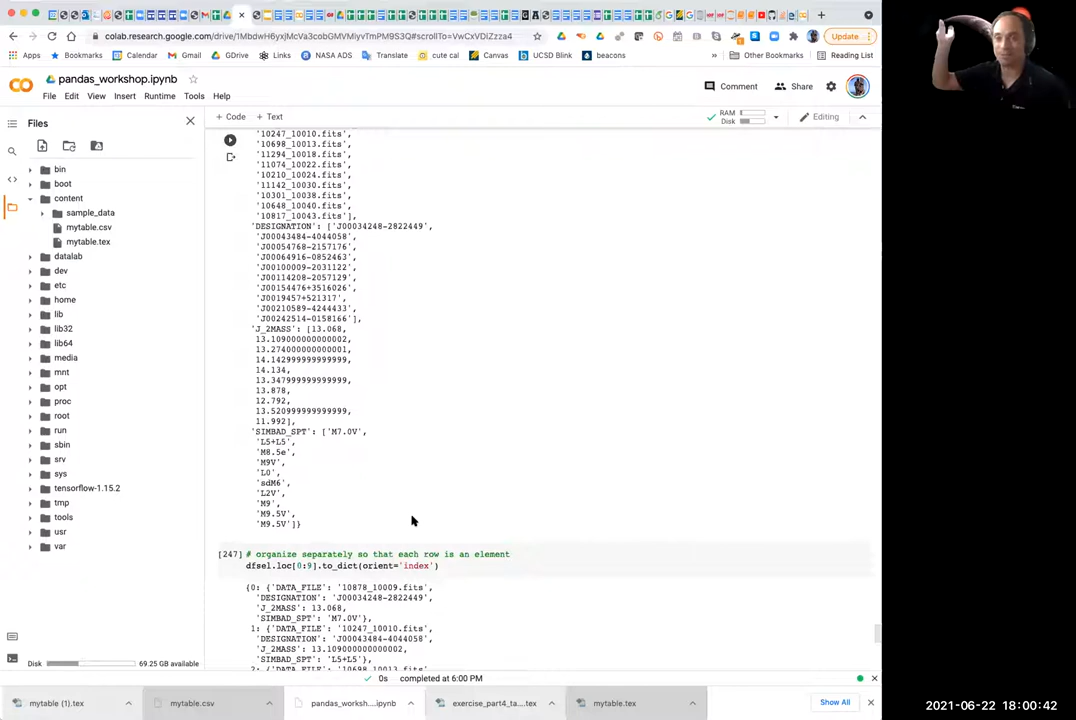 colab.research.google.com/drive/1MbdwH6yxjMcVa3cobGMVMiyvTmPM9S3Q#scrollTo=VwCxVDIZzza4
Update
Apps
Calendar
Bookmarks
Gmail
GDrive
Links
NASA ADS
Translate
cute cal
Canvas
UCSD Blink
beacons
»
Other Bookmarks
Reading List
pandas_workshop.ipynb
File Edit View Insert Runtime Tools Help
Comment
Share
Files
+ Code + Text
RAM
Disk
Editing
bin
boot
content
sample_data
mytable.csv
mytable.tex
datalab
dev
etc
home
lib
lib32
lib64
media
mnt
opt
proc
root
run
sbin
srv
sys
tensorflow-1.15.2
tmp
tools
usr
var
Disk
69.25 GB available
'10247_10010.fits',
'10698_10013.fits',
'11294_10018.fits',
'11074_10022.fits',
'10210_10024.fits',
'11142_10030.fits',
'10301_10038.fits',
'10648_10040.fits',
'10817_10043.fits'],
'DESIGNATION': ['J00034248-2822449',
'J00043484-4044058',
'J00054768-2157176',
'J00064916-0852463',
'J00100009-2031122',
'J00114208-2057129',
'J00154476+3516026',
'J0019457+521317',
'J00210589-4244433',
'J00242514-0158166'],
'J_2MASS': [13.068,
13.109000000000002,
13.274000000000001,
14.142999999999999,
14.134,
13.347999999999999,
13.878,
12.792,
13.520999999999999,
11.992],
'SIMBAD_SPT': ['M7.0V',
'L5+L5',
'M8.5e',
'M9V',
'L0',
'sdM6',
'L2V',
'M9',
'M9.5V',
'M9.5V']}
[247] # organize separately so that each row is an element
dfsel.loc[0:9].to_dict(orient='index')
{0: {'DATA_FILE': '10878_10009.fits',
'DESIGNATION': 'J00034248-2822449',
'J_2MASS': 13.068,
'SIMBAD_SPT': 'M7.0V'},
1: {'DATA_FILE': '10247_10010.fits',
'DESIGNATION': 'J00043484-4044058',
'J_2MASS': 13.109000000000002,
'SIMBAD_SPT': 'L5+L5'},
2: {'DATA_FILE': '10698_10013.fits',
0s completed at 6:00 PM
mytable (1).tex
mytable.csv
pandas_worksh....ipynb
exercise_part4_ta....tex
mytable.tex
Show All
2021-06-22 18:00:42